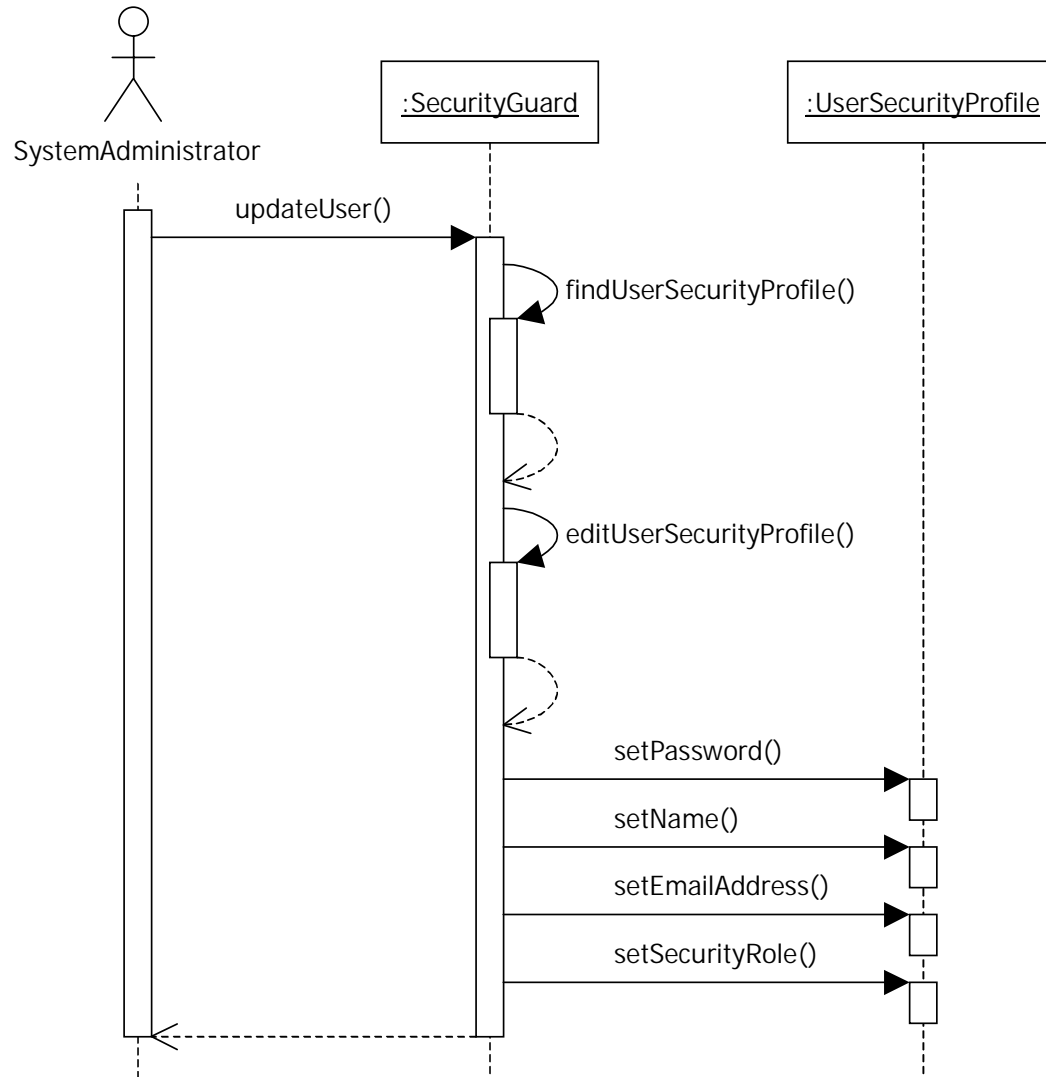 :SecurityGuard
:UserSecurityProfile
SystemAdministrator
updateUser()
findUserSecurityProfile()
editUserSecurityProfile()
setPassword()
setName()
setEmailAddress()
setSecurityRole()